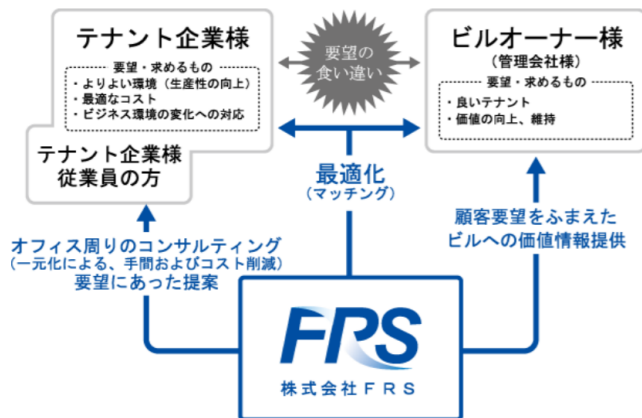 テナント企業様
要望・求めるもの
・よりよい環境（生産性の向上）
・最適なコスト
・ビジネス環境の変化への対応
テナント企業様
従業員の方
要望の
食い違い
ビルオーナー様
（管理会社様）
要望・求めるもの
・良いテナント
・価値の向上、維持
最適化
（マッチング）
オフィス周りのコンサルティング
（一元化による、手間およびコスト削減）
要望にあった提案
顧客要望をふまえた
ビルへの価値情報提供
FRS
株式会社ＦＲＳ